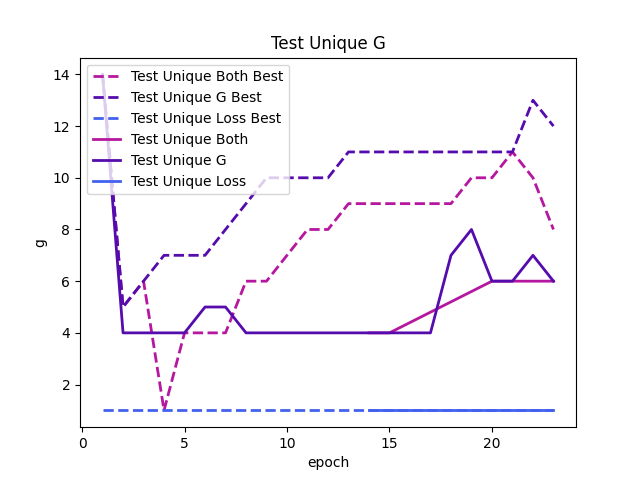 Test Unique G
14
12
10
8
6
4
2
g
Test Unique Both Best
Test Unique G Best
Test Unique Loss Best
Test Unique Both
Test Unique G
Test Unique Loss
0 5 10 15 20
epoch